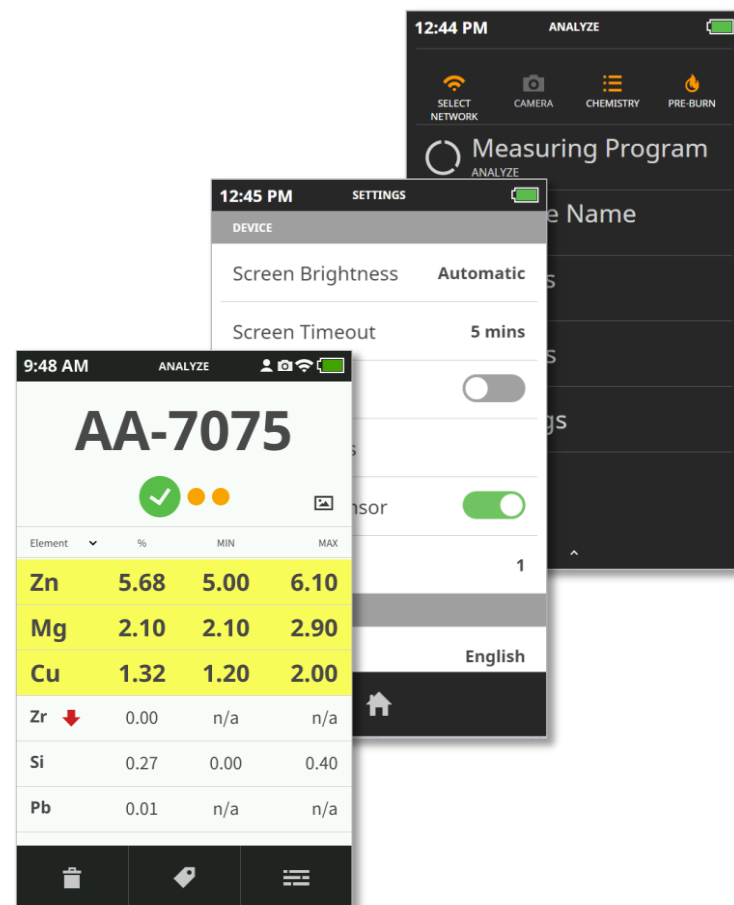 12:44 PM ANALYZE
SELECT NETWORK CAMERA CHEMISTRY PRE-BURN
Measuring Program
ANALYZE
Name
12:45 PM SETTINGS
DEVICE
Screen Brightness Automatic
Screen Timeout 5 mins
1
English
9:48 AM ANALYZE
AA-7075
Element % MIN MAX
Zn 5.68 5.00 6.10
Mg 2.10 2.10 2.90
Cu 1.32 1.20 2.00
Zr 0.00 n/a n/a
Si 0.27 0.00 0.40
Pb 0.01 n/a n/a